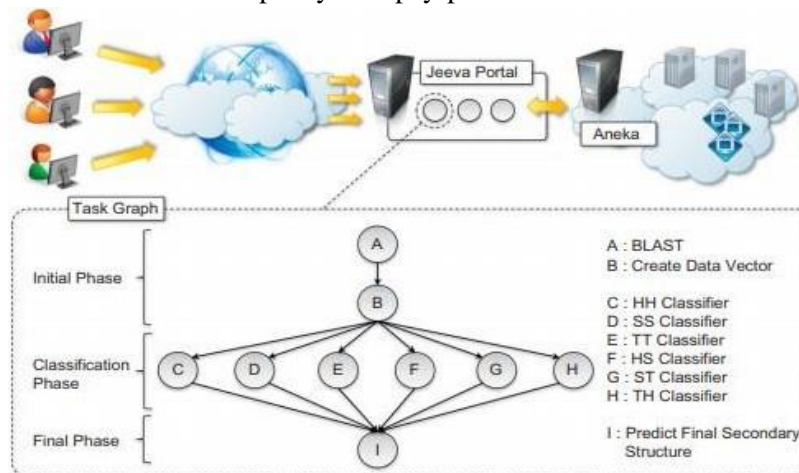 Jeeva Portal
Aneka
Task Graph
Initial Phase
Classification
Phase
Final Phase
A
B
C
D
E
F
G
H
I
A : BLAST
B : Create Data Vector
C : HH Classifier
D : SS Classifier
E : TT Classifier
F : HS Classifier
G : ST Classifier
H : TH Classifier
I : Predict Final Secondary
Structure